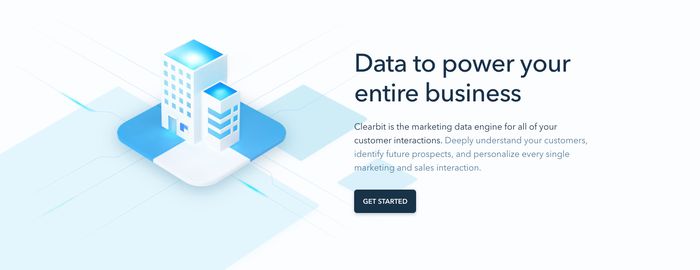 Data to power your
entire business
Clearbit is the marketing data engine for all of your
customer interactions. Deeply understand your customers,
identify future prospects, and personalize every single
marketing and sales interaction.
GET STARTED